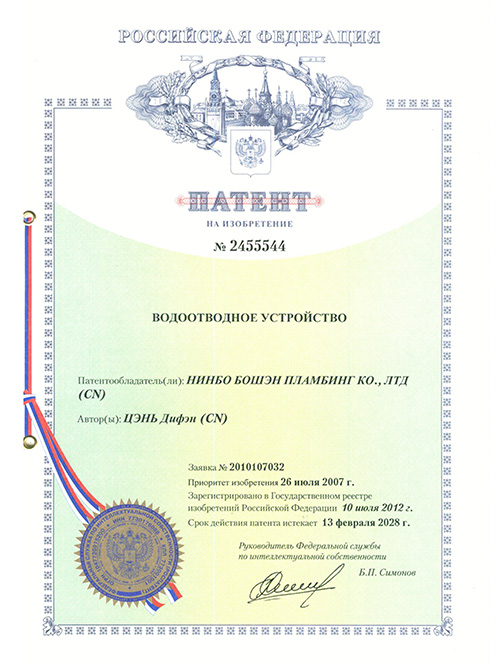 РОССИЙСКАЯ ФЕДЕРАЦИЯ
ПАТЕНТ
НА ИЗОБРЕТЕНИЕ
№ 2455544
ВОДООТВОДНОЕ УСТРОЙСТВО
Патентообладатель(ли): НИНБО БОШЭН ПЛАМБИНГ КО., ЛТД
(CN)
Автор(ы): ЦЭНЬ Дифэн (CN)
Заявка № 2010107032
Приоритет изобретения 26 июля 2007 г.
Зарегистрировано в Государственном реестре
изобретений Российской Федерации 10 июля 2012 г.
Срок действия патента истекает 13 февраля 2028 г.
Руководитель Федеральной службы
по интеллектуальной собственности
Б.П. Симонов